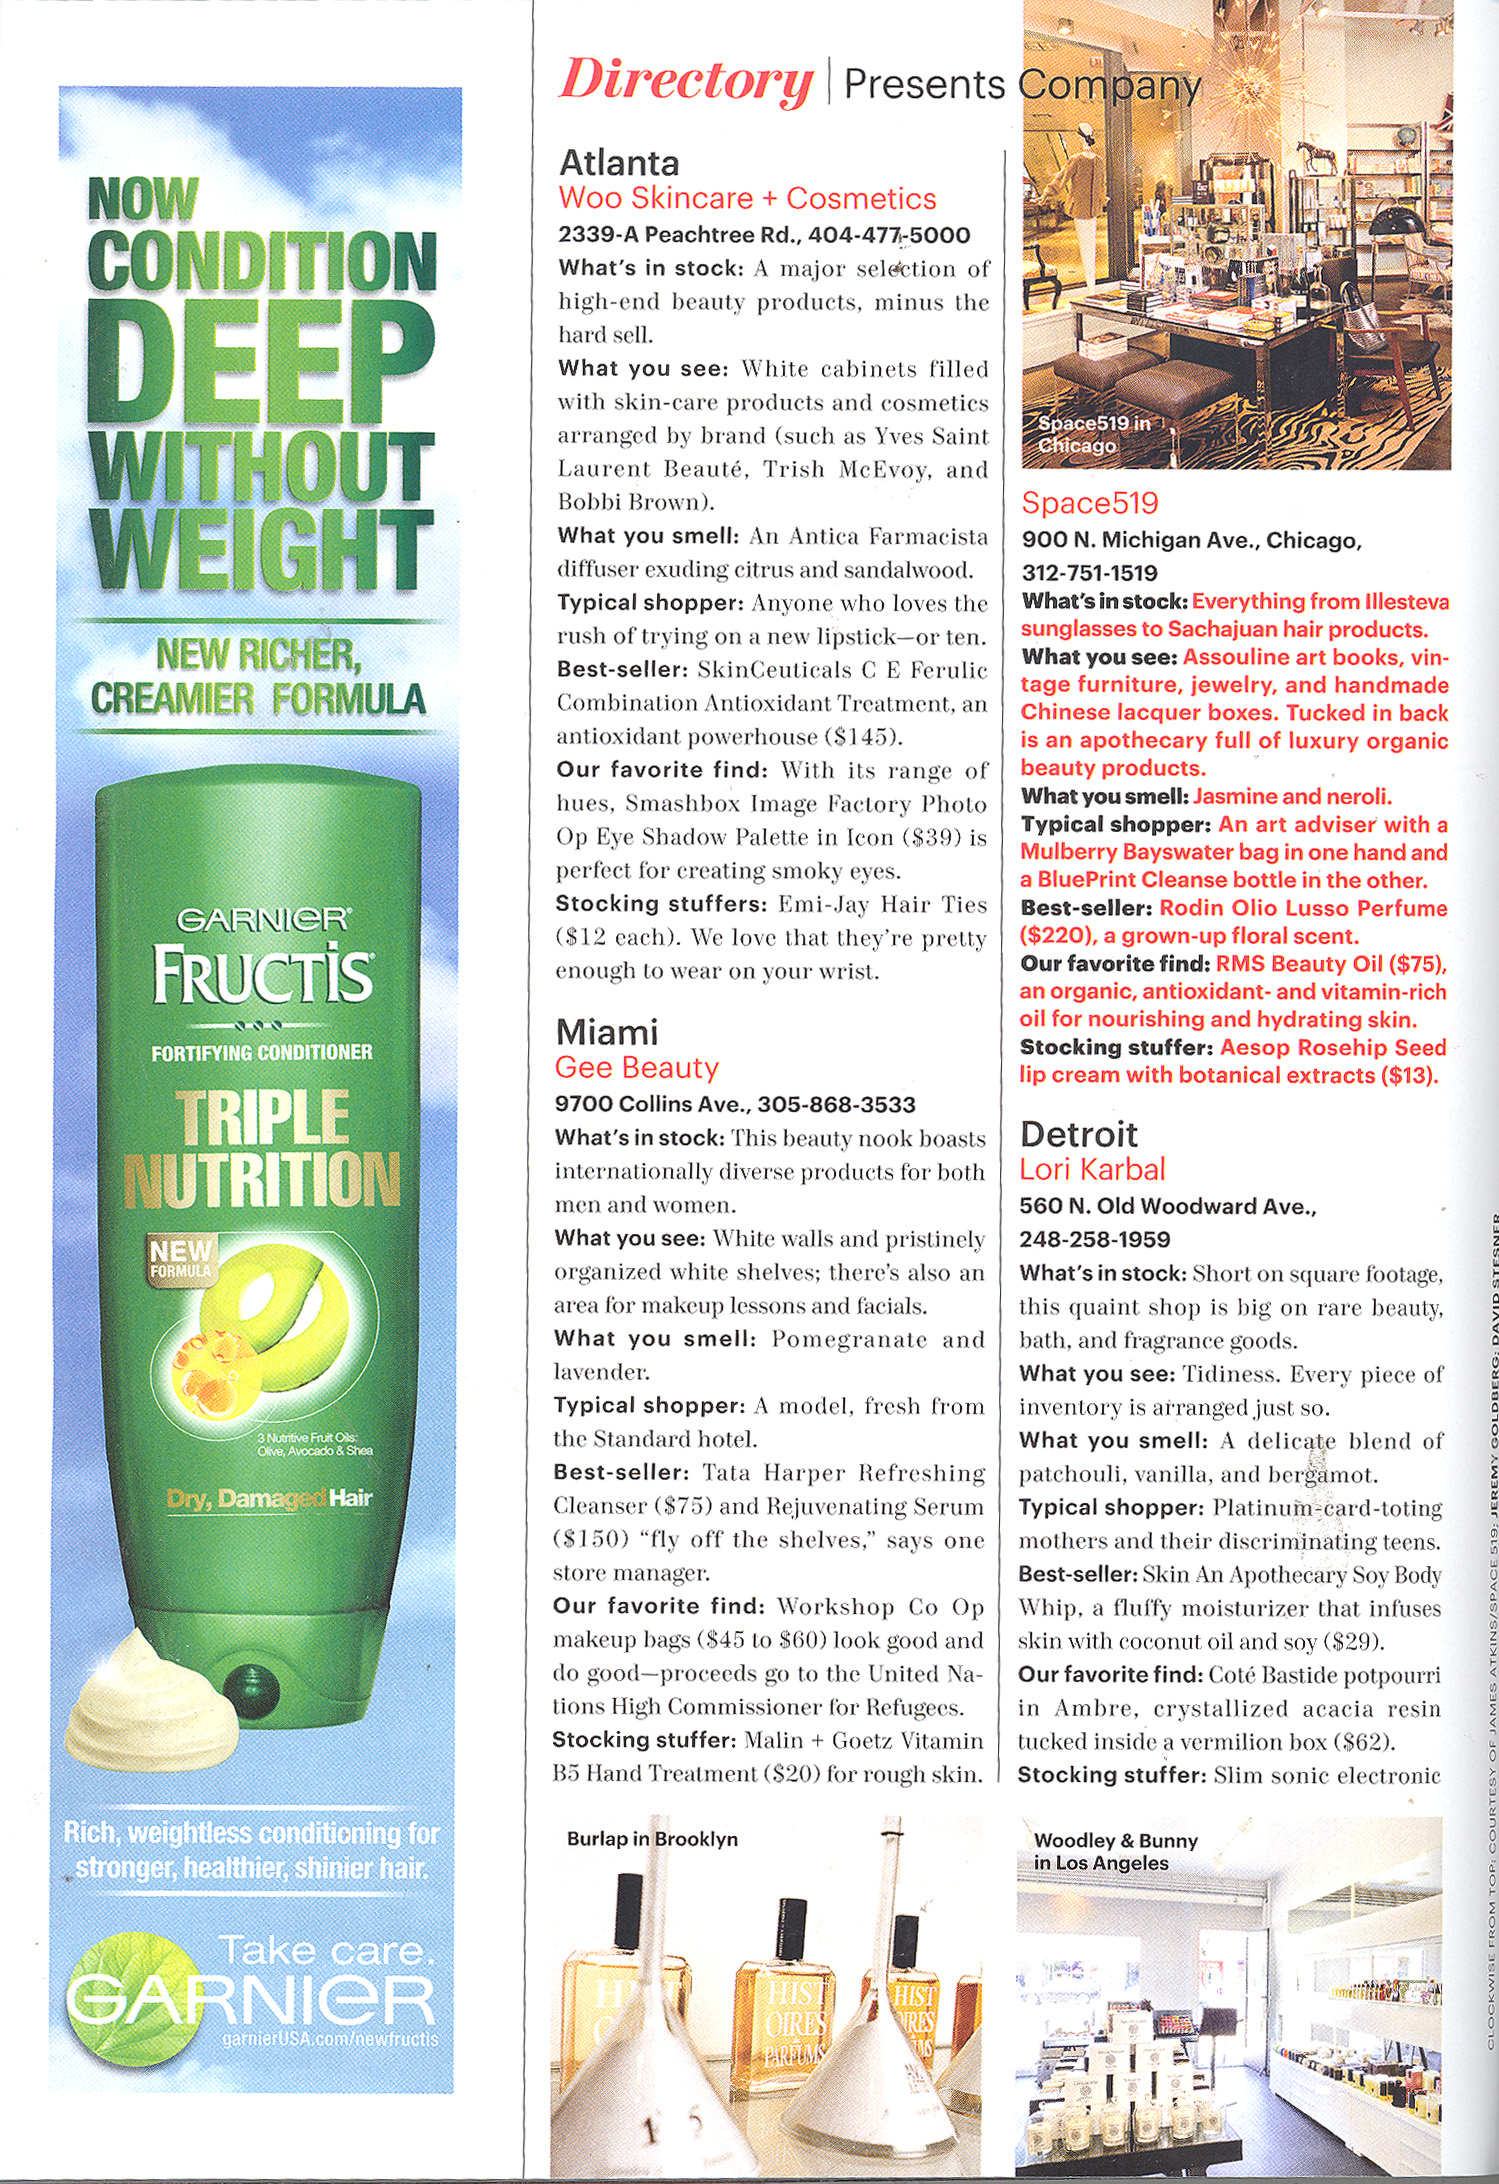 NOW
CONDITION
DEEP
WITHOUT
WEIGHT
NEW RICHER,
CREAMIER FORMULA
GARNIER
FRUCTIS
FORTIFYING CONDITIONER
TRIPLE
NUTRITION
NEW
FORMULA
3 Nutritive Fruit Oils:
Olive, Avocado & Shea
Dry, Damaged Hair
Rich, weightless conditioning for
stronger, healthier, shinier hair.
Take care.
GARNIER
garnierUSA.com/newfructis
Directory | Presents Company
Atlanta
Woo Skincare + Cosmetics
2339-A Peachtree Rd., 404-477-5000
What's in stock: A major selection of
high-end beauty products, minus the
hard sell.
What you see: White cabinets filled
with skin-care products and cosmetics
arranged by brand (such as Yves Saint
Laurent Beauté, Trish McEvoy, and
Bobbi Brown).
What you smell: An Antica Farmacista
diffuser exuding citrus and sandalwood.
Typical shopper: Anyone who loves the
rush of trying on a new lipstick—or ten.
Best-seller: SkinCeuticals C E Ferulic
Combination Antioxidant Treatment, an
antioxidant powerhouse ($145).
Our favorite find: With its range of
hues, Smashbox Image Factory Photo
Op Eye Shadow Palette in Icon ($39) is
perfect for creating smoky eyes.
Stocking stuffers: Emi-Jay Hair Ties
($12 each). We love that they're pretty
enough to wear on your wrist.
Miami
Gee Beauty
9700 Collins Ave., 305-868-3533
What's in stock: This beauty nook boasts
internationally diverse products for both
men and women.
What you see: White walls and pristinely
organized white shelves; there's also an
area for makeup lessons and facials.
What you smell: Pomegranate and
lavender.
Typical shopper: A model, fresh from
the Standard hotel.
Best-seller: Tata Harper Refreshing
Cleanser ($75) and Rejuvenating Serum
($150) "fly off the shelves," says one
store manager.
Our favorite find: Workshop Co Op
makeup bags ($45 to $60) look good and
do good—proceeds go to the United Na-
tions High Commissioner for Refugees.
Stocking stuffer: Malin + Goetz Vitamin
B5 Hand Treatment ($20) for rough skin.
Burlap in Brooklyn
HIST
OIRES
PARFUMS
HIST
OIRES
15
Space519 in
Chicago
Space519
900 N. Michigan Ave., Chicago,
312-751-1519
What's in stock: Everything from Illesteva
sunglasses to Sachajuan hair products.
What you see: Assouline art books, vin-
tage furniture, jewelry, and handmade
Chinese lacquer boxes. Tucked in back
is an apothecary full of luxury organic
beauty products.
What you smell: Jasmine and neroli.
Typical shopper: An art adviser with a
Mulberry Bayswater bag in one hand and
a BluePrint Cleanse bottle in the other.
Best-seller: Rodin Olio Lusso Perfume
($220), a grown-up floral scent.
Our favorite find: RMS Beauty Oil ($75),
an organic, antioxidant- and vitamin-rich
oil for nourishing and hydrating skin.
Stocking stuffer: Aesop Rosehip Seed
lip cream with botanical extracts ($13).
Detroit
Lori Karbal
560 N. Old Woodward Ave.,
248-258-1959
What's in stock: Short on square footage,
this quaint shop is big on rare beauty,
bath, and fragrance goods.
What you see: Tidiness. Every piece of
inventory is arranged just so.
What you smell: A delicate blend of
patchouli, vanilla, and bergamot.
Typical shopper: Platinum-card-toting
mothers and their discriminating teens.
Best-seller: Skin An Apothecary Soy Body
Whip, a fluffy moisturizer that infuses
skin with coconut oil and soy ($29).
Our favorite find: Coté Bastide potpourri
in Ambre, crystallized acacia resin
tucked inside a vermilion box ($62).
Stocking stuffer: Slim sonic electronic
Woodley & Bunny
in Los Angeles
CLOCKWISE FROM TOP: COURTESY OF JAMES ATKINS/SPACE 519; JEREMY GOLDBERG; DAVID STESNER